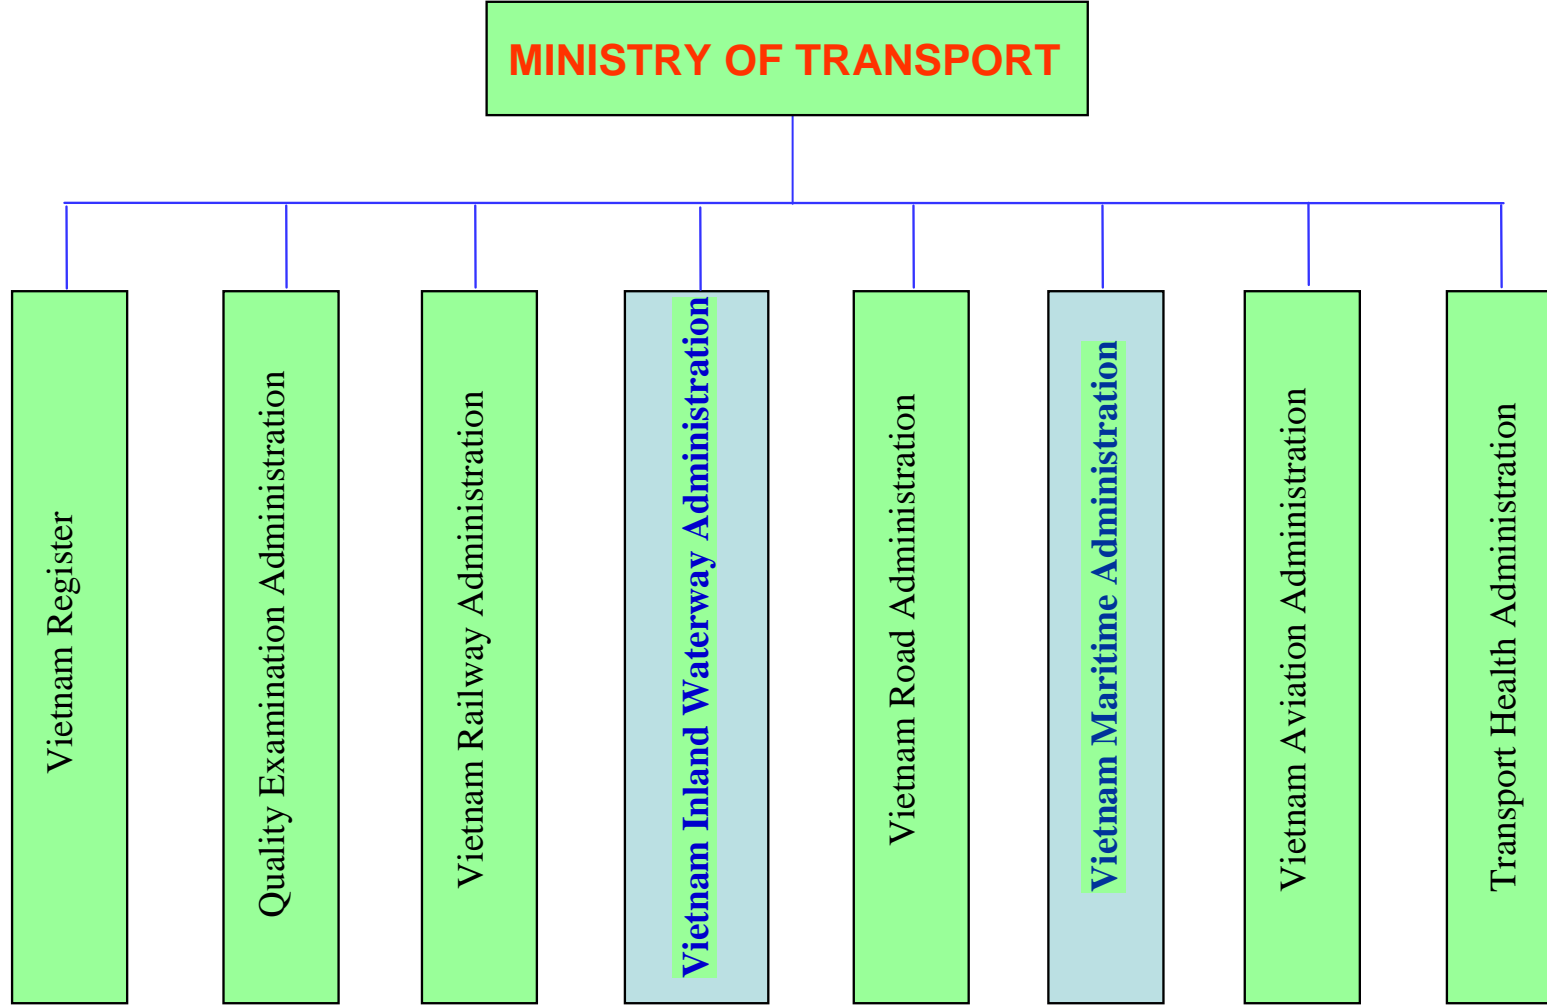 MINISTRY OF TRANSPORT
Vietnam Register
Quality Examination Administration
Vietnam Railway Administration
Vietnam Inland Waterway Administration
Vietnam Road Administration
Vietnam Maritime Administration
Vietnam Aviation Administration
Transport Health Administration